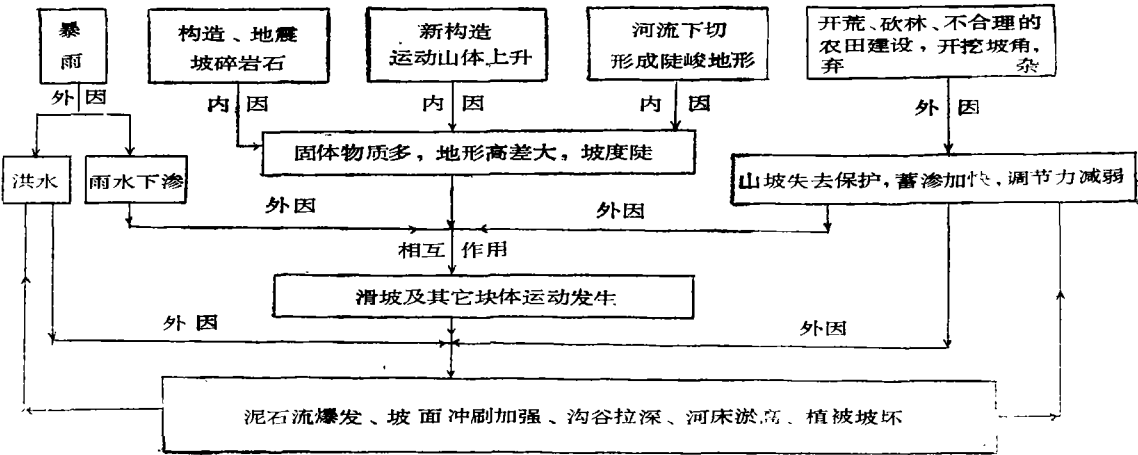 暴
雨
构造、地震
坡碎岩石
新构造
运动山体上升
河流下切
形成陡峻地形
开荒、砍林、不合理的
农田建设，开挖坡角，
弃 杂
外因
内因
内因
内因
外因
固体物质多，地形高差大，坡度陡
洪水
雨水下渗
山坡失去保护，蓄渗加快，调节力减弱
外因
外因
相互作用
滑坡及其它块体运动发生
外因
外因
泥石流爆发、坡面冲刷加强、沟谷拉深、河床淤高、植被坡坏